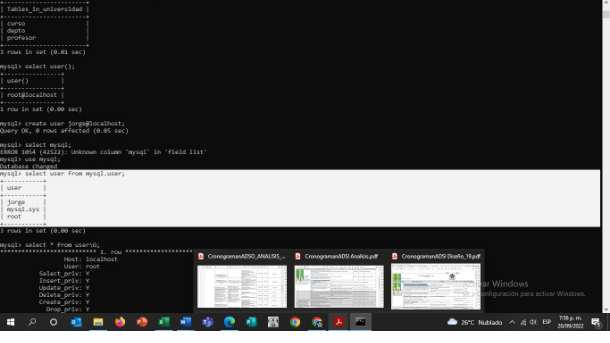 +---------------------+
| Tables_in_universidad |
+---------------------+
| curso |
| depto |
| profesor |
+---------------------+
3 rows in set (0.01 sec)
mysql> select user();
+---------------+
| user() |
+---------------+
| root@localhost |
+---------------+
1 row in set (0.00 sec)
mysql> create user jorge@localhost;
Query OK, 0 rows affected (0.05 sec)
mysql> select mysql;
ERROR 1054 (42S22): Unknown column 'mysql' in 'field list'
mysql> use mysql;
Database changed
mysql> select user from mysql.user;
+-----------+
| user |
+-----------+
| jorge |
| mysql.sys |
| root |
+-----------+
3 rows in set (0.00 sec)
mysql> select * from user\G;
*************************** 1. row ***************************
Host: localhost
User: root
Select_priv: Y
Insert_priv: Y
Update_priv: Y
Delete_priv: Y
Create_priv: Y
Drop_priv: Y
CronogramaADSO_ANALISIS_...
CronogramanADSI Analisis.pdf
CronogramanADSI Diseño_19.pdf
Activar Windows
configuración para activar Windows.
26°C Nublado
ESP
7:56 p. m.
20/09/2022